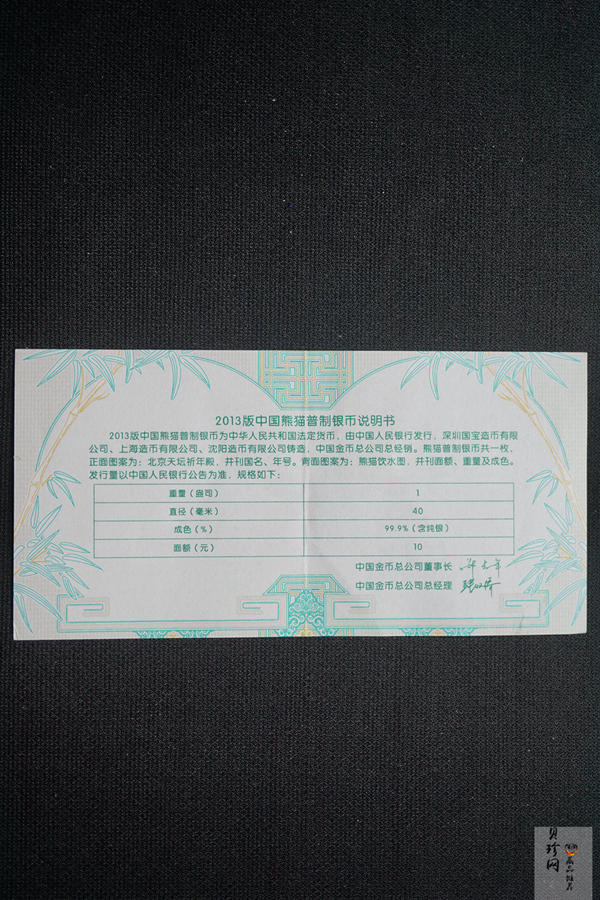 2013版中国熊猫普制银币说明书
2013版中国熊猫普制银币为中华人民共和国法定货币，由中国人民银行发行，深圳国宝造币有限
公司、上海造币有限公司、沈阳造币有限公司铸造，中国金币总公司总经销。熊猫普制银币共一枚，
正面图案为：北京天坛祈年殿，并刊国名、年号。背面图案为：熊猫饮水图，并刊面额、重量及成色。
发行量以中国人民银行公告为准，规格如下：
重量（盎司） 1
直径（毫米） 40
成色（%） 99.9%（含纯银）
面额（元） 10
中国金币总公司董事长
中国金币总公司总经理
贝珍网
藏品推荐